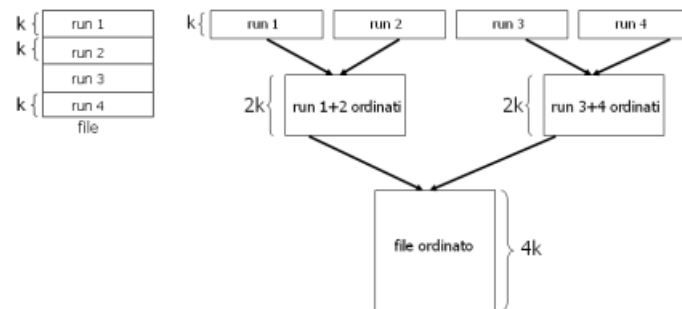 k run 1
k run 2
run 3
k run 4
file
k run 1 run 2 run 3 run 4
2k run 1+2 ordinati 2k run 3+4 ordinati
file ordinato 4k